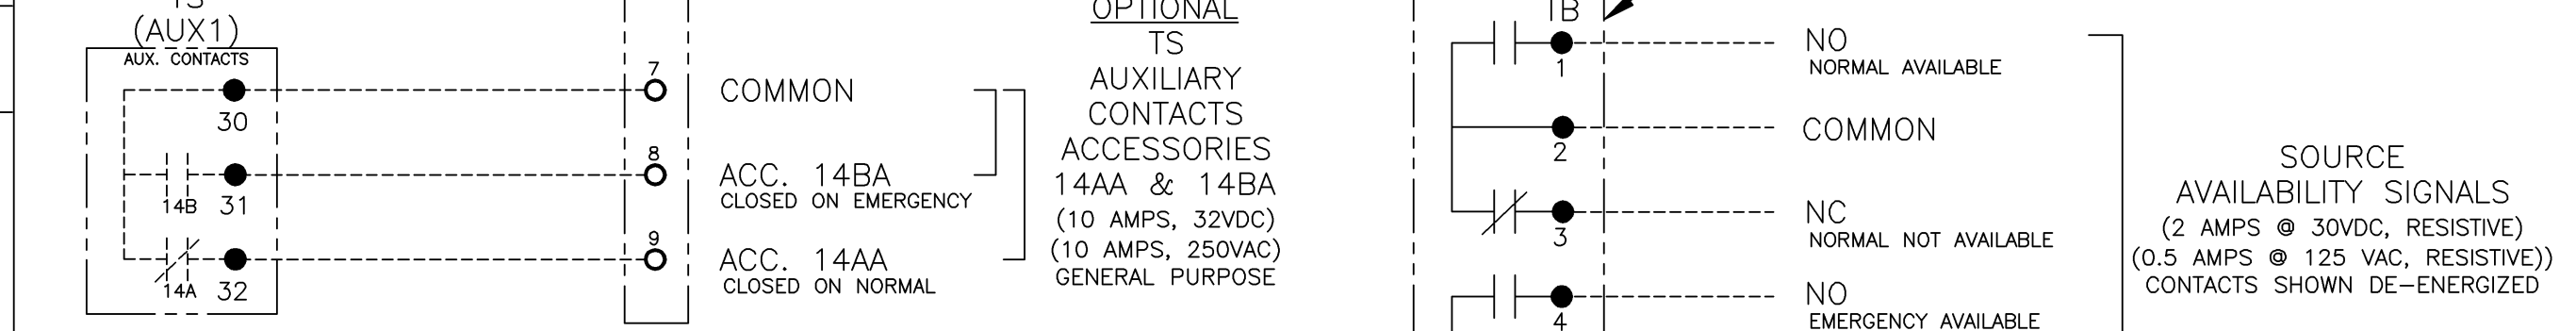 TS
(AUX1)
AUX. CONTACTS
30
14B 31
14A 32
7
COMMON
8
ACC. 14BA
CLOSED ON EMERGENCY
9
ACC. 14AA
CLOSED ON NORMAL
OPTIONAL
TS
AUXILIARY
CONTACTS
ACCESSORIES
14AA & 14BA
(10 AMPS, 32VDC)
(10 AMPS, 250VAC)
GENERAL PURPOSE
TB
1
NO
NORMAL AVAILABLE
2
COMMON
3
NC
NORMAL NOT AVAILABLE
4
NO
EMERGENCY AVAILABLE
SOURCE
AVAILABILITY SIGNALS
(2 AMPS @ 30VDC, RESISTIVE)
(0.5 AMPS @ 125 VAC, RESISTIVE))
CONTACTS SHOWN DE-ENERGIZED